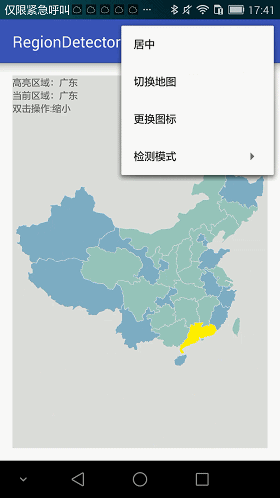 仅限紧急呼叫 17:41
RegionDetector
居中
切换地图
更换图标
检测模式
高亮区域：广东
当前区域：广东
双击操作:缩小